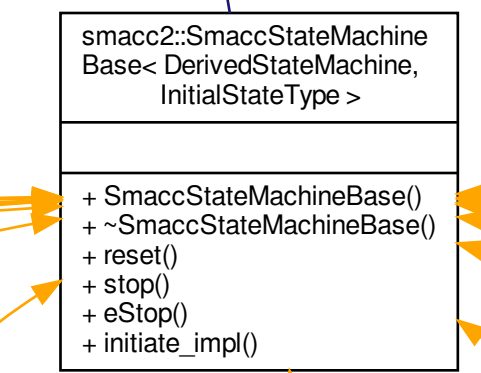 smacc2::SmaccStateMachine
Base< DerivedStateMachine,
InitialStateType >
+ SmaccStateMachineBase()
+ ~SmaccStateMachineBase()
+ reset()
+ stop()
+ eStop()
+ initiate_impl()